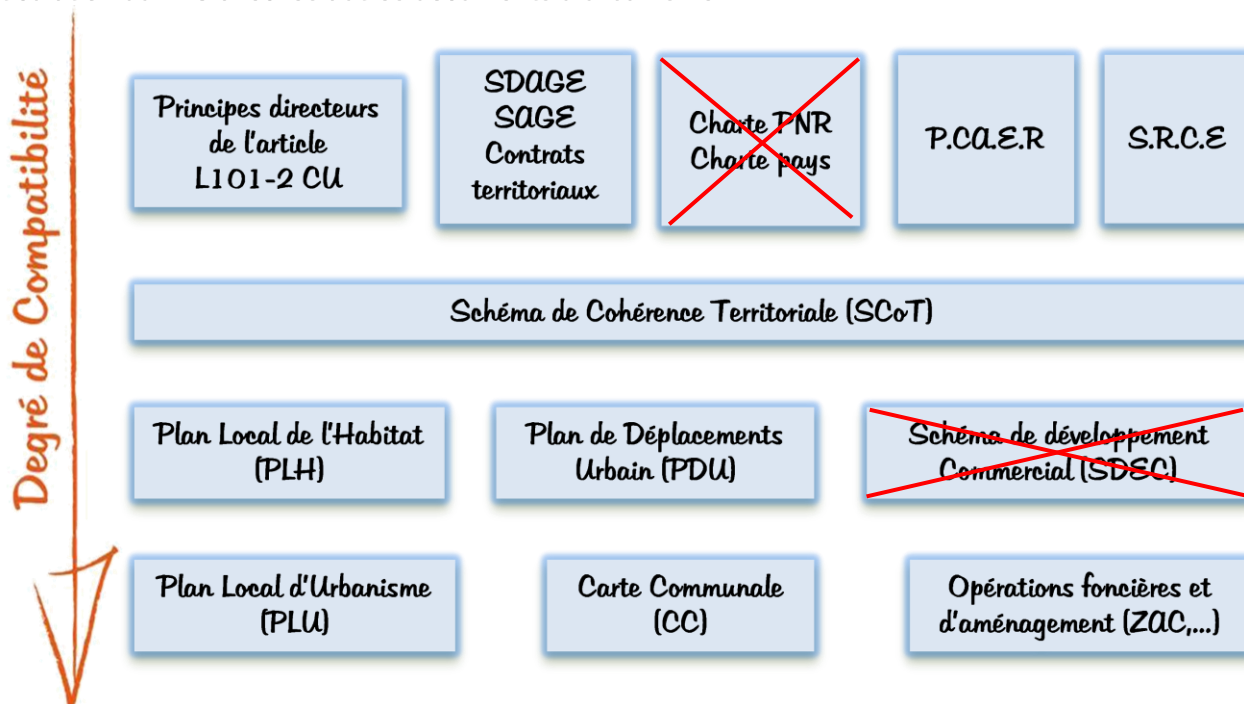 Degré de Compatibilité
Principes directeurs
de l'article
L101-2 CU
SDAGE
SAGE
Contrats
territoriaux
Charte PNR
Charte pays
P.CA.E.R
S.R.C.E
Schéma de Cohérence Territoriale (SCoT)
Plan Local de l'Habitat
(PLH)
Plan de Déplacements
Urbain (PDU)
Schéma de développement
Commercial (SDEC)
Plan Local d'Urbanisme
(PLU)
Carte Communale
(CC)
Opérations foncières et
d'aménagement (ZAC,...)